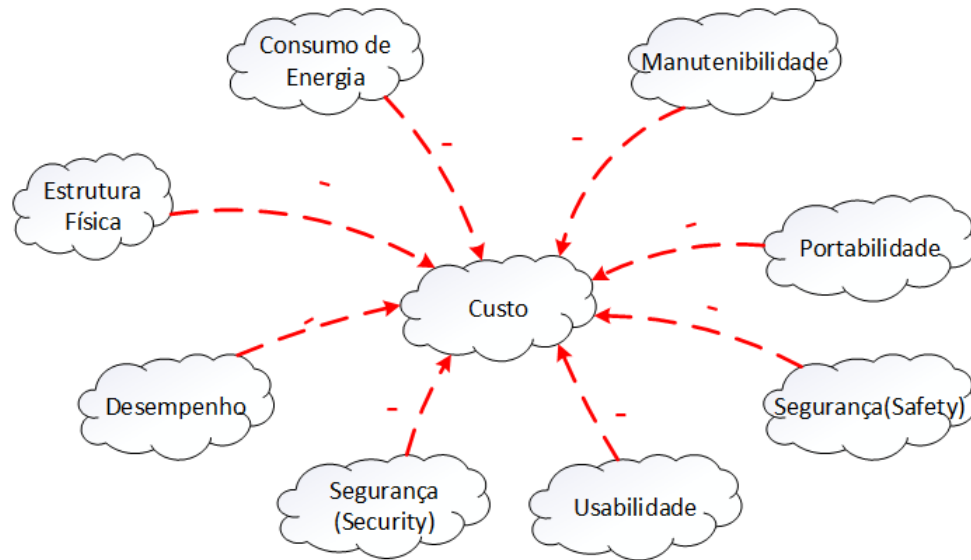 Consumo de
Energia
Manutenibilidade
-
-
Estrutura
Física
-
-
Portabilidade
Custo
-
-
Desempenho
Segurança(Safety)
-
-
Segurança
(Security)
Usabilidade